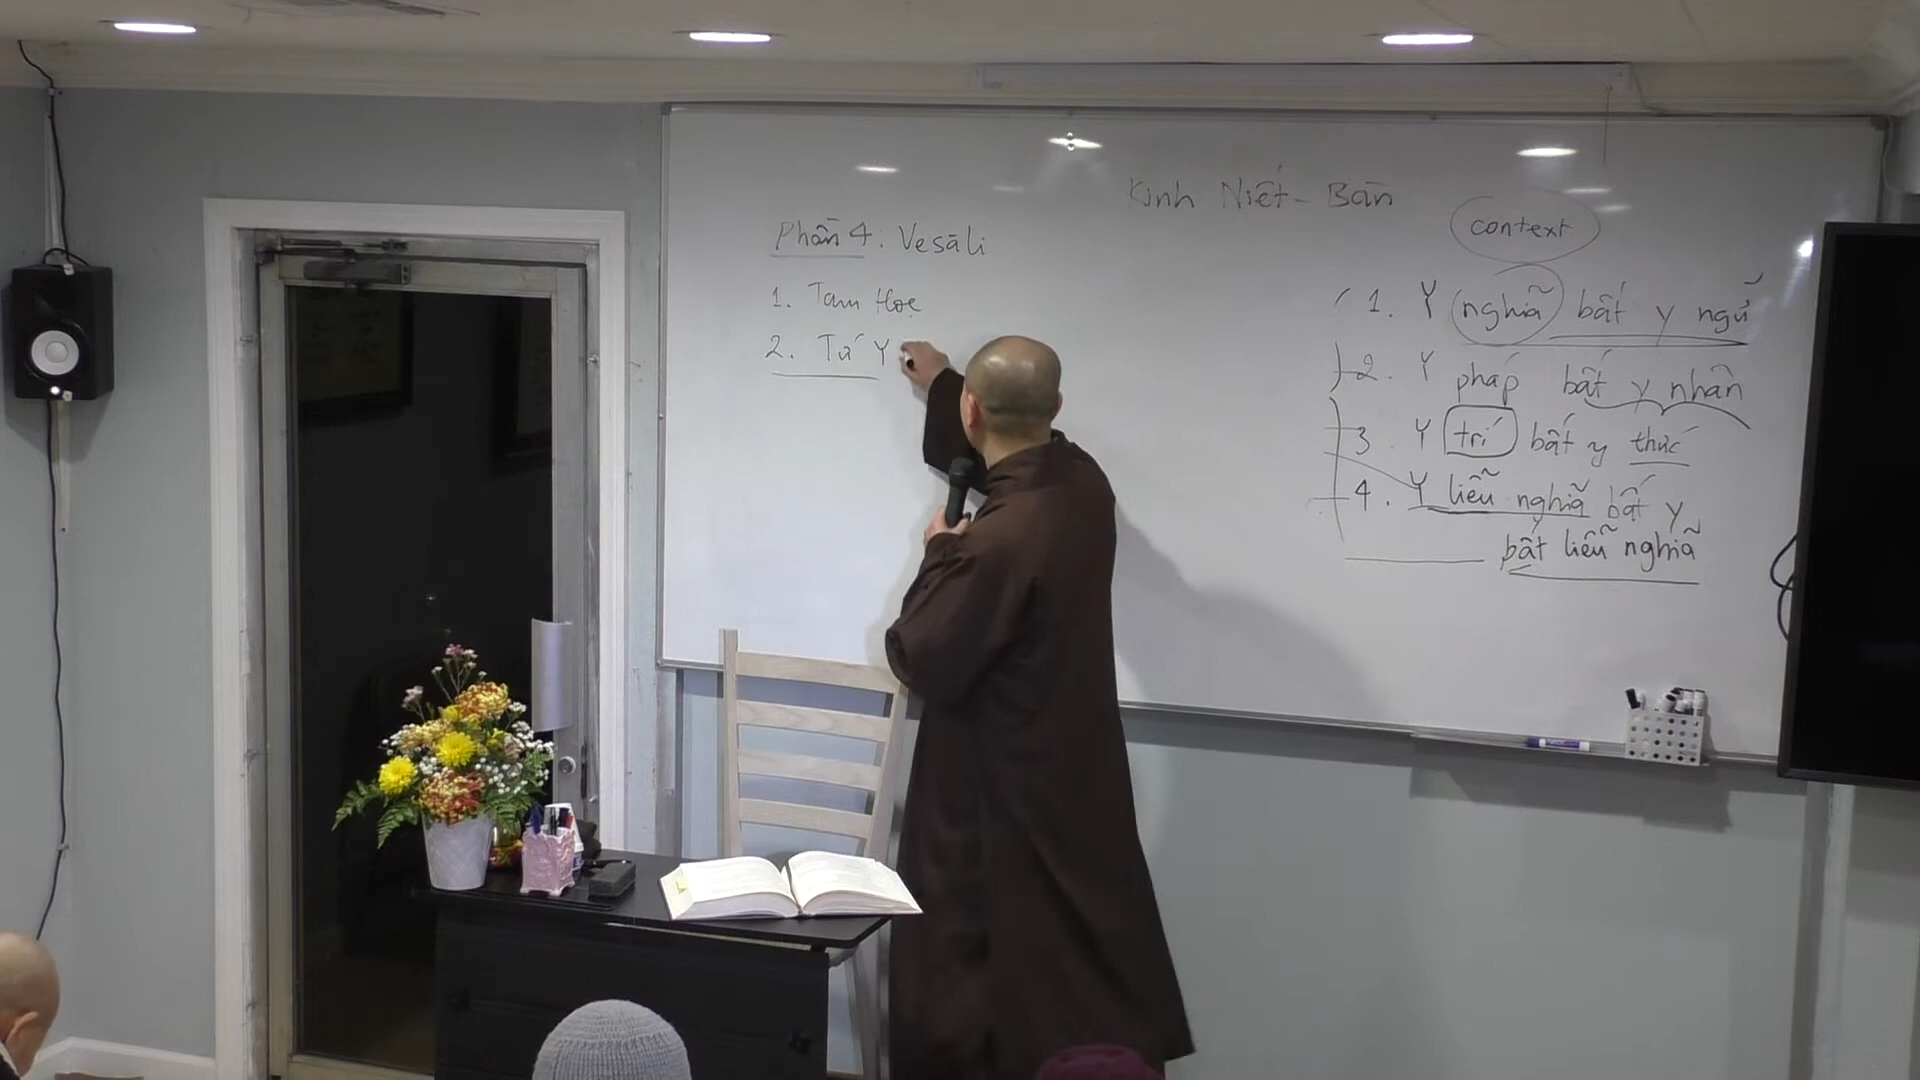 Kinh Niết-Bàn
Phần 4. Vesāli
1. Tam Học
2. Tứ Y
context
1. Y nghĩa bất y ngữ
2. Y pháp bất y nhân
3. Y trí bất y thức
4. Y liễu nghĩa bất y
bất liễu nghĩa